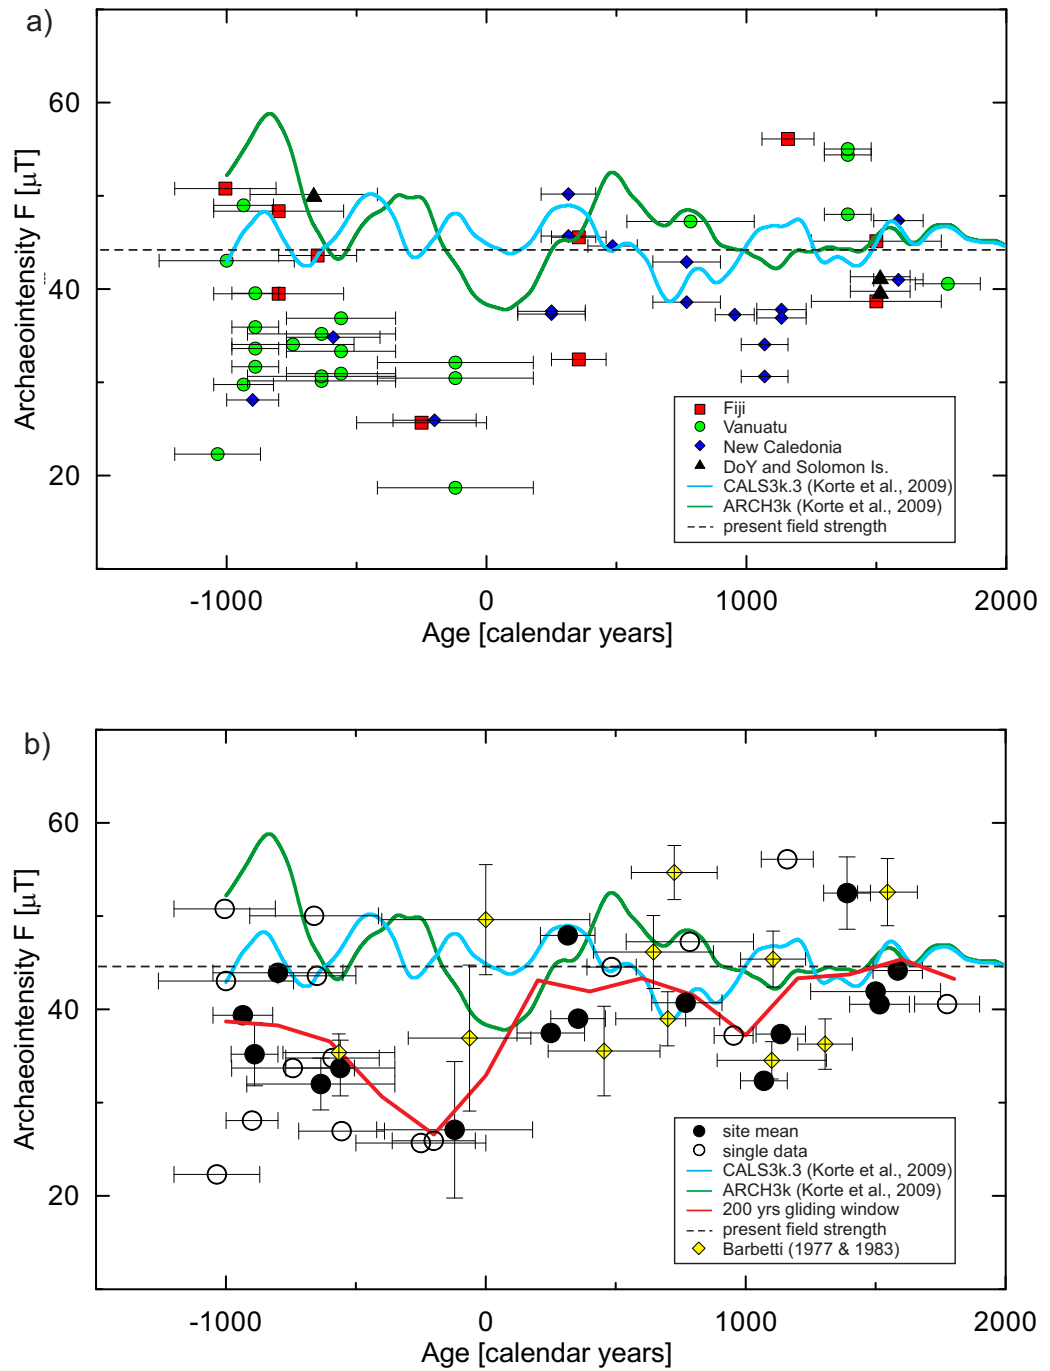 a)
60
40
20
Archaeointensity F [µT]
Fiji
Vanuatu
New Caledonia
DoY and Solomon Is.
CALS3k.3 (Korte et al., 2009)
ARCH3k (Korte et al., 2009)
present field strength
-1000
0
1000
2000
Age [calendar years]
b)
60
40
20
Archaeointensity F [µT]
site mean
single data
CALS3k.3 (Korte et al., 2009)
ARCH3k (Korte et al., 2009)
200 yrs gliding window
present field strength
Barbetti (1977 & 1983)
-1000
0
1000
2000
Age [calendar years]